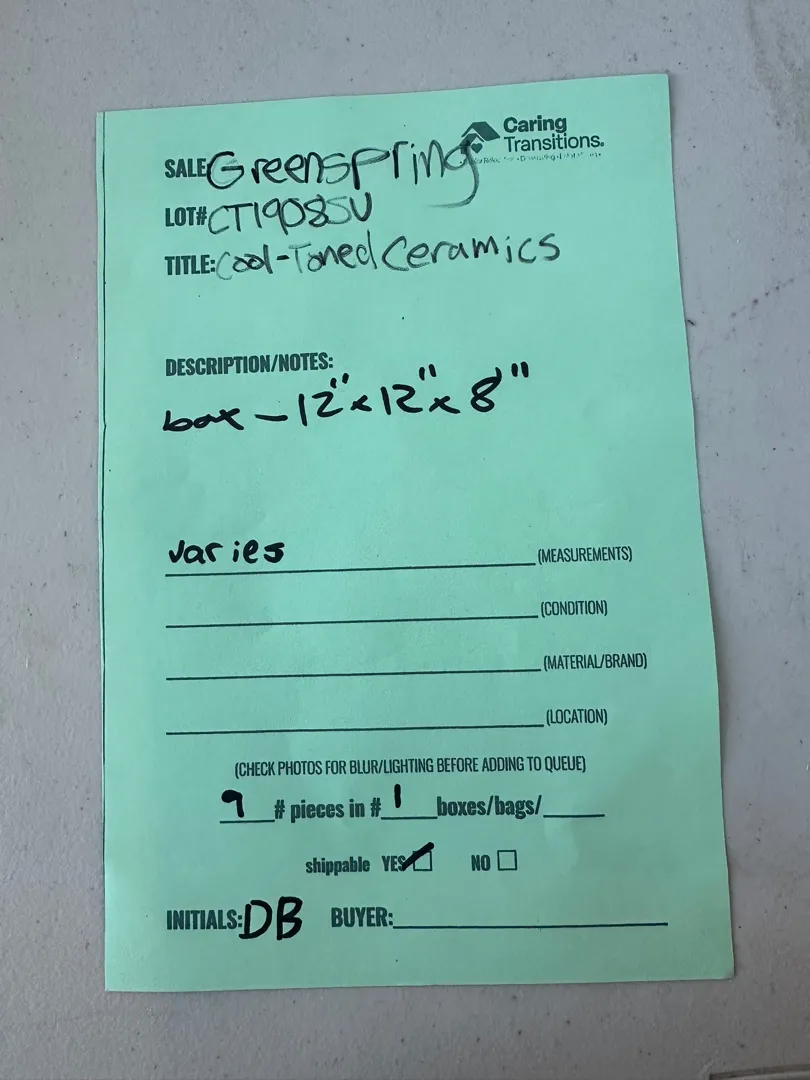 Caring
Transitions.
SALE: Greenspring
LOT# CT19085U
TITLE: Cool-Toned Ceramics
DESCRIPTION/NOTES:
box - 12" x 12" x 8"
varies (MEASUREMENTS)
(CONDITION)
(MATERIAL/BRAND)
(LOCATION)
(CHECK PHOTOS FOR BLUR/LIGHTING BEFORE ADDING TO QUEUE)
9 # pieces in # 1 boxes/bags/
shippable YES NO
INITIALS: DB BUYER: